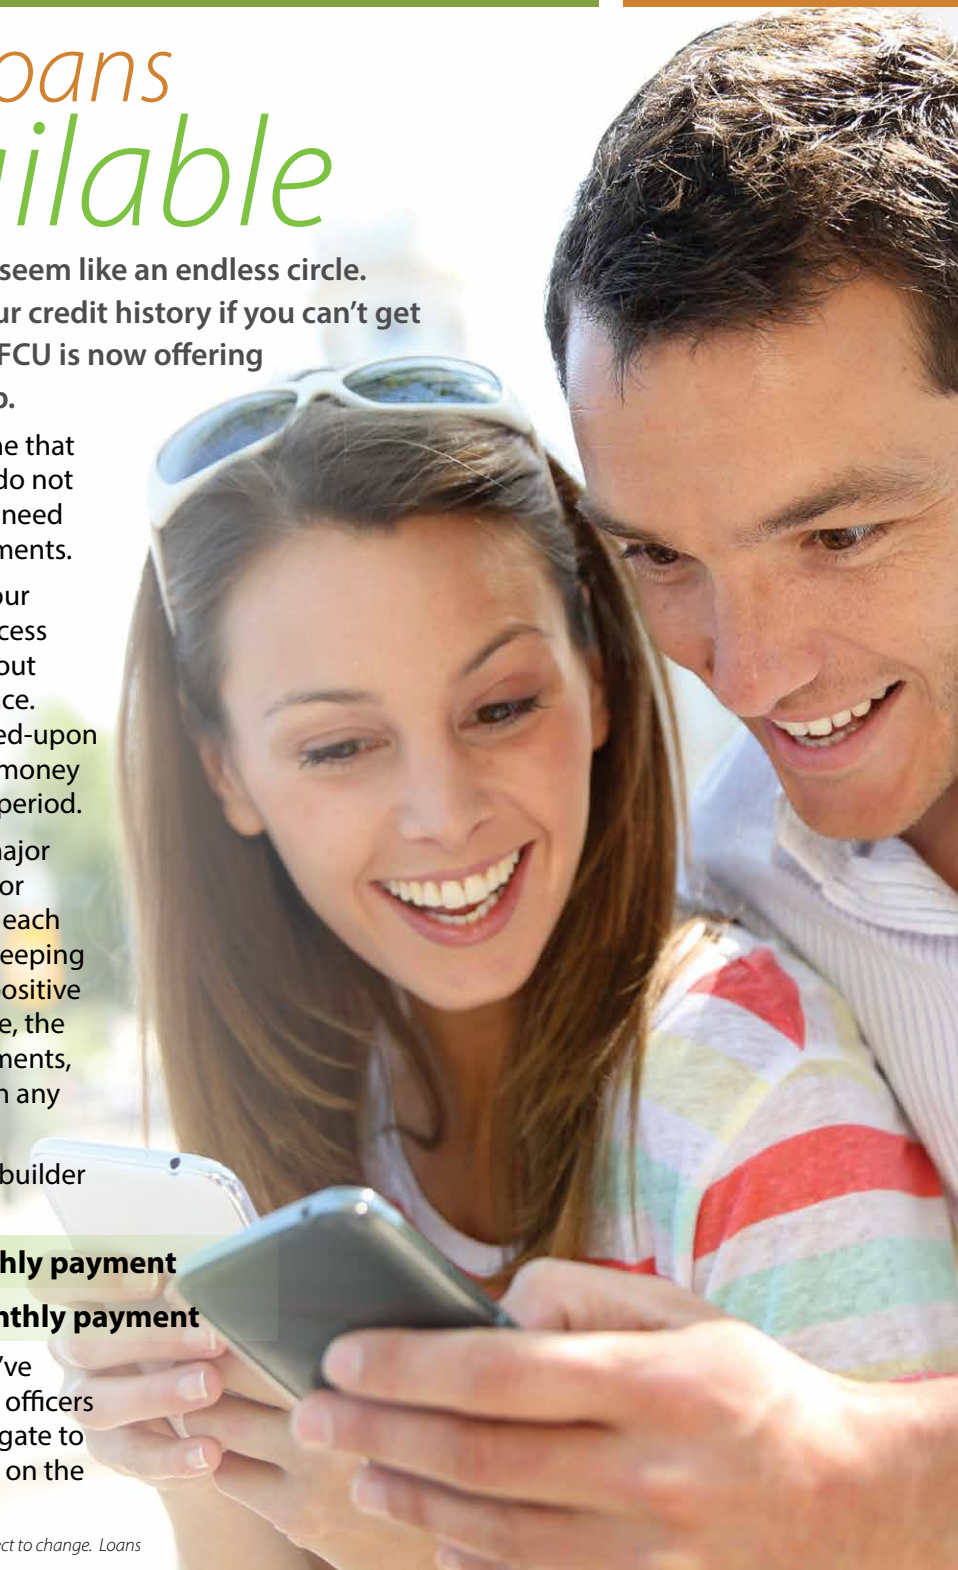 oans
ilable
seem like an endless circle.
ur credit history if you can’t get
FCU is now offering
p.
ne that
do not
need
ments.
our
cess
out
ce.
ed-upon
money
period.
major
or
each
eeping
ositive
e, the
ments,
n any
builder
hly payment
nthly payment
’ve
officers
gate to
on the
ct to change. Loans